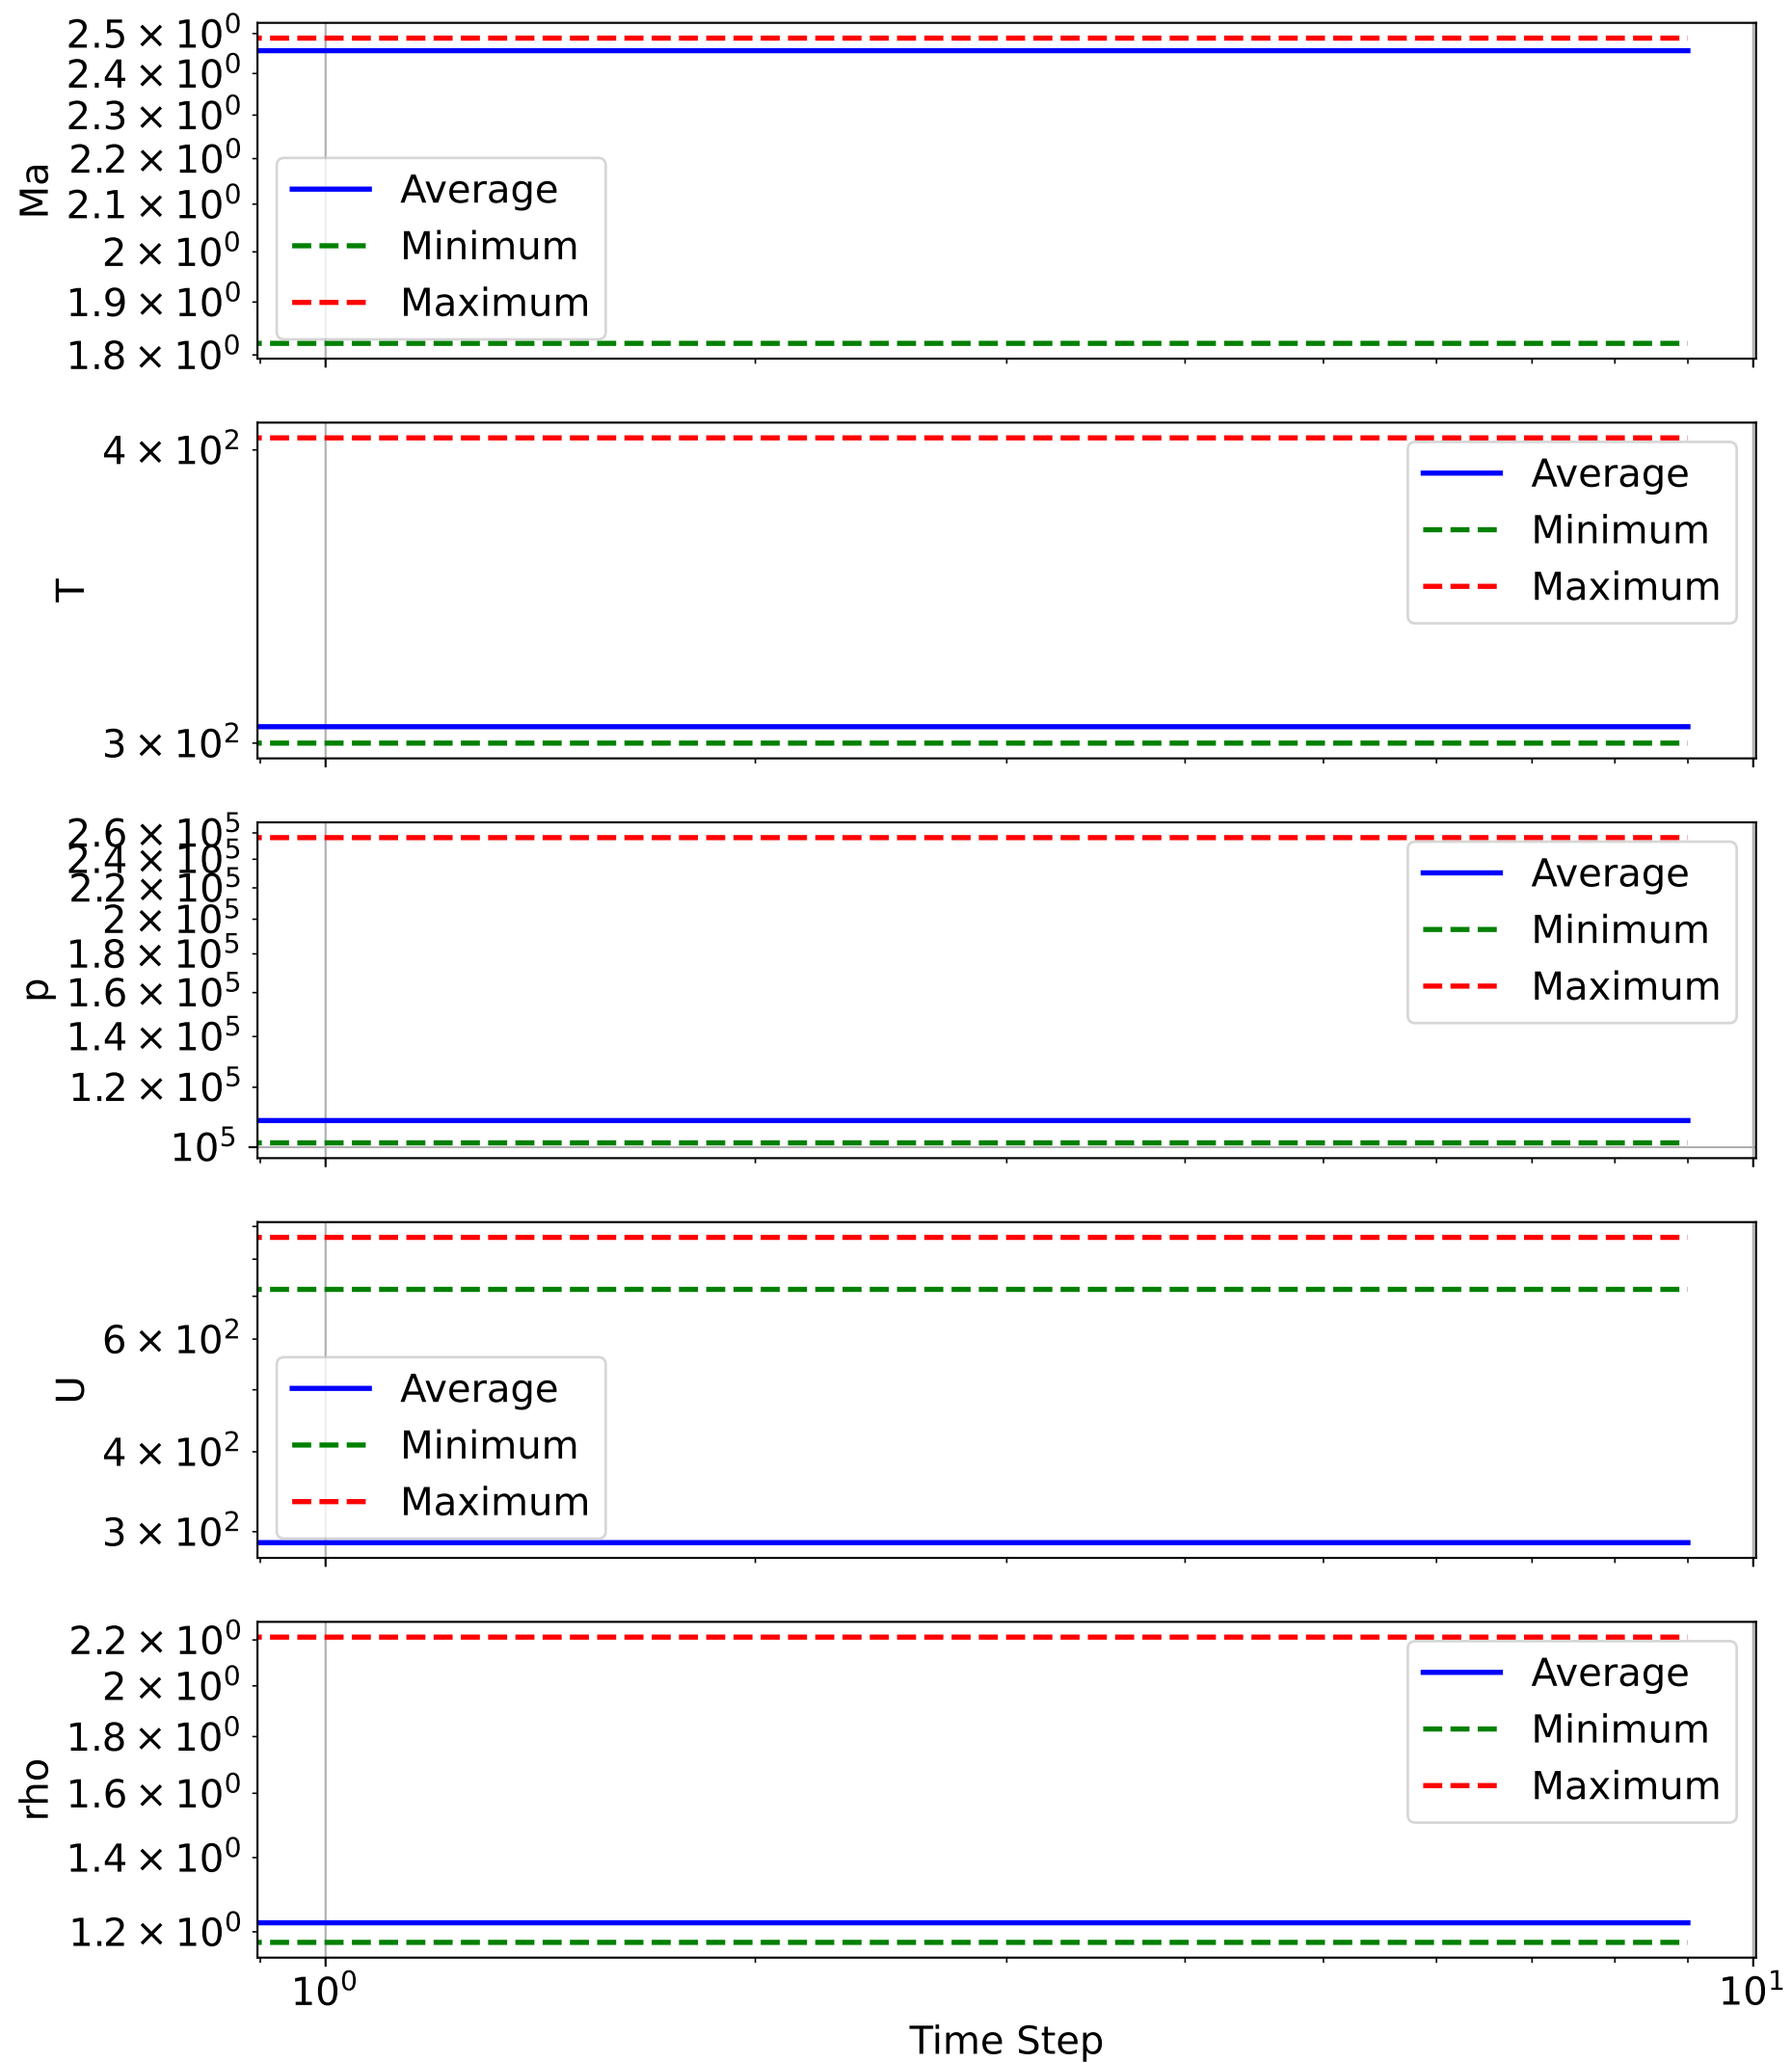 Ma
2.5 × 10⁰
2.4 × 10⁰
2.3 × 10⁰
2.2 × 10⁰
2.1 × 10⁰
2 × 10⁰
1.9 × 10⁰
1.8 × 10⁰
Average
Minimum
Maximum
T
4 × 10²
3 × 10²
Average
Minimum
Maximum
p
2.6 × 10⁵
2.4 × 10⁵
2.2 × 10⁵
2 × 10⁵
1.8 × 10⁵
1.6 × 10⁵
1.4 × 10⁵
1.2 × 10⁵
10⁵
Average
Minimum
Maximum
U
6 × 10²
4 × 10²
3 × 10²
Average
Minimum
Maximum
rho
2.2 × 10⁰
2 × 10⁰
1.8 × 10⁰
1.6 × 10⁰
1.4 × 10⁰
1.2 × 10⁰
Average
Minimum
Maximum
10⁰ 10¹
Time Step